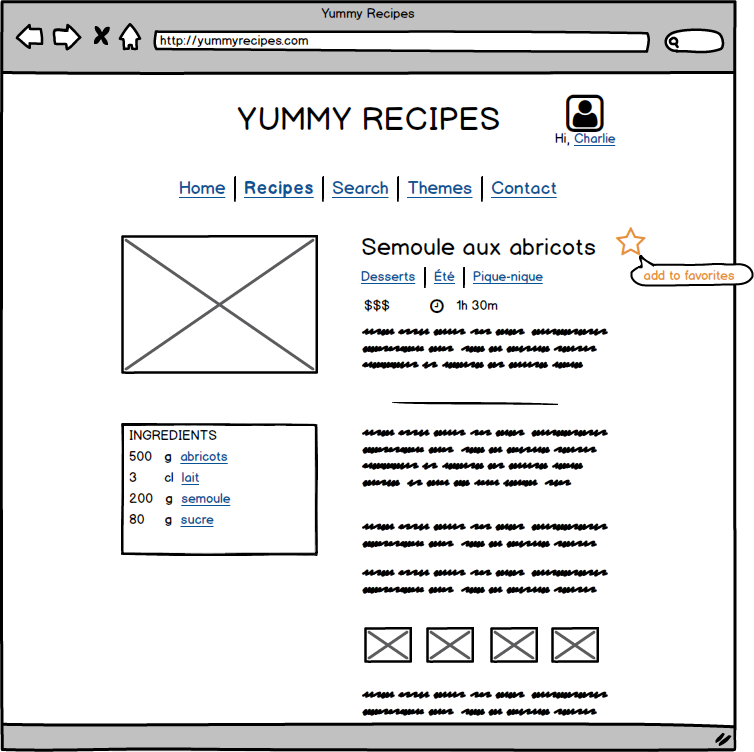 Yummy Recipes
http://yummyrecipes.com
YUMMY RECIPES
Hi, Charlie
Home Recipes Search Themes Contact
Semoule aux abricots
add to favorites
Desserts Été Pique-nique
$$$ 1h 30m
INGREDIENTS
500 g abricots
3 cl lait
200 g semoule
80 g sucre